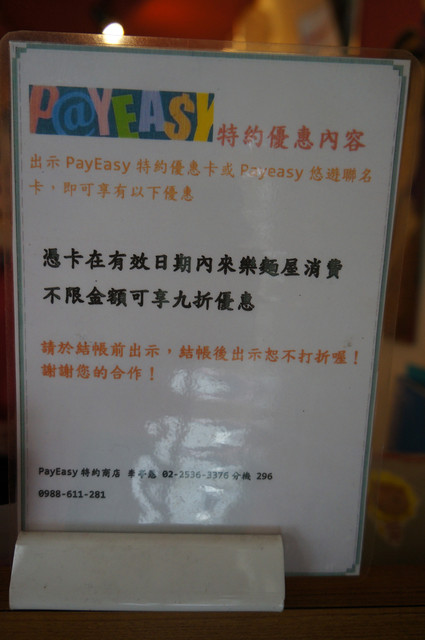 P@YEASY 特約優惠內容
出示 PayEasy 特約優惠卡或 Payeasy 悠遊聯名
卡、即可享有以下優惠
憑卡在有效日期內來樂麵屋消費
不限金額可享九折優惠
請於結帳前出示,結帳後出示恕不打折喔!
謝謝您的合作!
PayEasy 特約商店 02-2536-3376 分機 296
0988-611-281